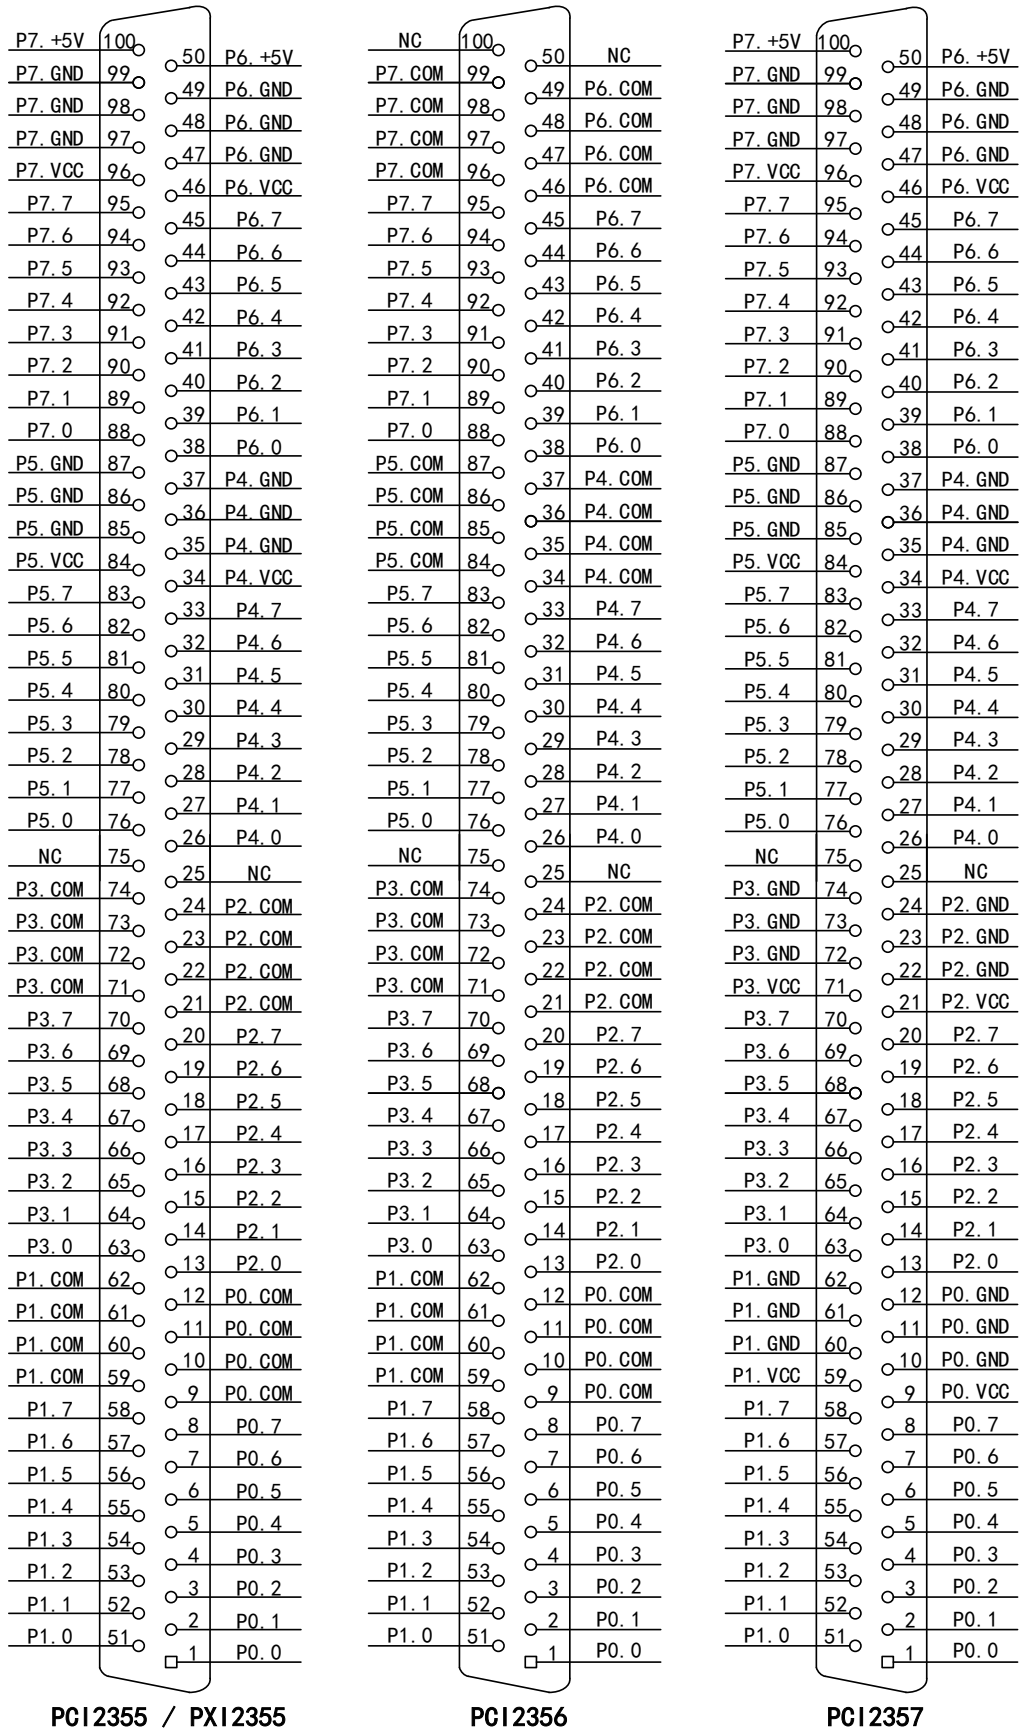 P7. +5V 100 50 P6. +5V
P7. GND 99 49 P6. GND
P7. GND 98 48 P6. GND
P7. GND 97 47 P6. GND
P7. VCC 96 46 P6. VCC
P7. 7 95 45 P6. 7
P7. 6 94 44 P6. 6
P7. 5 93 43 P6. 5
P7. 4 92 42 P6. 4
P7. 3 91 41 P6. 3
P7. 2 90 40 P6. 2
P7. 1 89 39 P6. 1
P7. 0 88 38 P6. 0
P5. GND 87 37 P4. GND
P5. GND 86 36 P4. GND
P5. GND 85 35 P4. GND
P5. VCC 84 34 P4. VCC
P5. 7 83 33 P4. 7
P5. 6 82 32 P4. 6
P5. 5 81 31 P4. 5
P5. 4 80 30 P4. 4
P5. 3 79 29 P4. 3
P5. 2 78 28 P4. 2
P5. 1 77 27 P4. 1
P5. 0 76 26 P4. 0
NC 75 25 NC
P3. COM 74 24 P2. COM
P3. COM 73 23 P2. COM
P3. COM 72 22 P2. COM
P3. COM 71 21 P2. COM
P3. 7 70 20 P2. 7
P3. 6 69 19 P2. 6
P3. 5 68 18 P2. 5
P3. 4 67 17 P2. 4
P3. 3 66 16 P2. 3
P3. 2 65 15 P2. 2
P3. 1 64 14 P2. 1
P3. 0 63 13 P2. 0
P1. COM 62 12 P0. COM
P1. COM 61 11 P0. COM
P1. COM 60 10 P0. COM
P1. COM 59 9 P0. COM
P1. 7 58 8 P0. 7
P1. 6 57 7 P0. 6
P1. 5 56 6 P0. 5
P1. 4 55 5 P0. 4
P1. 3 54 4 P0. 3
P1. 2 53 3 P0. 2
P1. 1 52 2 P0. 1
P1. 0 51 1 P0. 0
PCI2355 / PXI2355
NC 100 50 NC
P7. COM 99 49 P6. COM
P7. COM 98 48 P6. COM
P7. COM 97 47 P6. COM
P7. COM 96 46 P6. COM
P7. 7 95 45 P6. 7
P7. 6 94 44 P6. 6
P7. 5 93 43 P6. 5
P7. 4 92 42 P6. 4
P7. 3 91 41 P6. 3
P7. 2 90 40 P6. 2
P7. 1 89 39 P6. 1
P7. 0 88 38 P6. 0
P5. COM 87 37 P4. COM
P5. COM 86 36 P4. COM
P5. COM 85 35 P4. COM
P5. COM 84 34 P4. COM
P5. 7 83 33 P4. 7
P5. 6 82 32 P4. 6
P5. 5 81 31 P4. 5
P5. 4 80 30 P4. 4
P5. 3 79 29 P4. 3
P5. 2 78 28 P4. 2
P5. 1 77 27 P4. 1
P5. 0 76 26 P4. 0
NC 75 25 NC
P3. COM 74 24 P2. COM
P3. COM 73 23 P2. COM
P3. COM 72 22 P2. COM
P3. COM 71 21 P2. COM
P3. 7 70 20 P2. 7
P3. 6 69 19 P2. 6
P3. 5 68 18 P2. 5
P3. 4 67 17 P2. 4
P3. 3 66 16 P2. 3
P3. 2 65 15 P2. 2
P3. 1 64 14 P2. 1
P3. 0 63 13 P2. 0
P1. COM 62 12 P0. COM
P1. COM 61 11 P0. COM
P1. COM 60 10 P0. COM
P1. COM 59 9 P0. COM
P1. 7 58 8 P0. 7
P1. 6 57 7 P0. 6
P1. 5 56 6 P0. 5
P1. 4 55 5 P0. 4
P1. 3 54 4 P0. 3
P1. 2 53 3 P0. 2
P1. 1 52 2 P0. 1
P1. 0 51 1 P0. 0
PCI2356
P7. +5V 100 50 P6. +5V
P7. GND 99 49 P6. GND
P7. GND 98 48 P6. GND
P7. GND 97 47 P6. GND
P7. VCC 96 46 P6. VCC
P7. 7 95 45 P6. 7
P7. 6 94 44 P6. 6
P7. 5 93 43 P6. 5
P7. 4 92 42 P6. 4
P7. 3 91 41 P6. 3
P7. 2 90 40 P6. 2
P7. 1 89 39 P6. 1
P7. 0 88 38 P6. 0
P5. GND 87 37 P4. GND
P5. GND 86 36 P4. GND
P5. GND 85 35 P4. GND
P5. VCC 84 34 P4. VCC
P5. 7 83 33 P4. 7
P5. 6 82 32 P4. 6
P5. 5 81 31 P4. 5
P5. 4 80 30 P4. 4
P5. 3 79 29 P4. 3
P5. 2 78 28 P4. 2
P5. 1 77 27 P4. 1
P5. 0 76 26 P4. 0
NC 75 25 NC
P3. GND 74 24 P2. GND
P3. GND 73 23 P2. GND
P3. GND 72 22 P2. GND
P3. VCC 71 21 P2. VCC
P3. 7 70 20 P2. 7
P3. 6 69 19 P2. 6
P3. 5 68 18 P2. 5
P3. 4 67 17 P2. 4
P3. 3 66 16 P2. 3
P3. 2 65 15 P2. 2
P3. 1 64 14 P2. 1
P3. 0 63 13 P2. 0
P1. GND 62 12 P0. GND
P1. GND 61 11 P0. GND
P1. GND 60 10 P0. GND
P1. VCC 59 9 P0. VCC
P1. 7 58 8 P0. 7
P1. 6 57 7 P0. 6
P1. 5 56 6 P0. 5
P1. 4 55 5 P0. 4
P1. 3 54 4 P0. 3
P1. 2 53 3 P0. 2
P1. 1 52 2 P0. 1
P1. 0 51 1 P0. 0
PCI2357